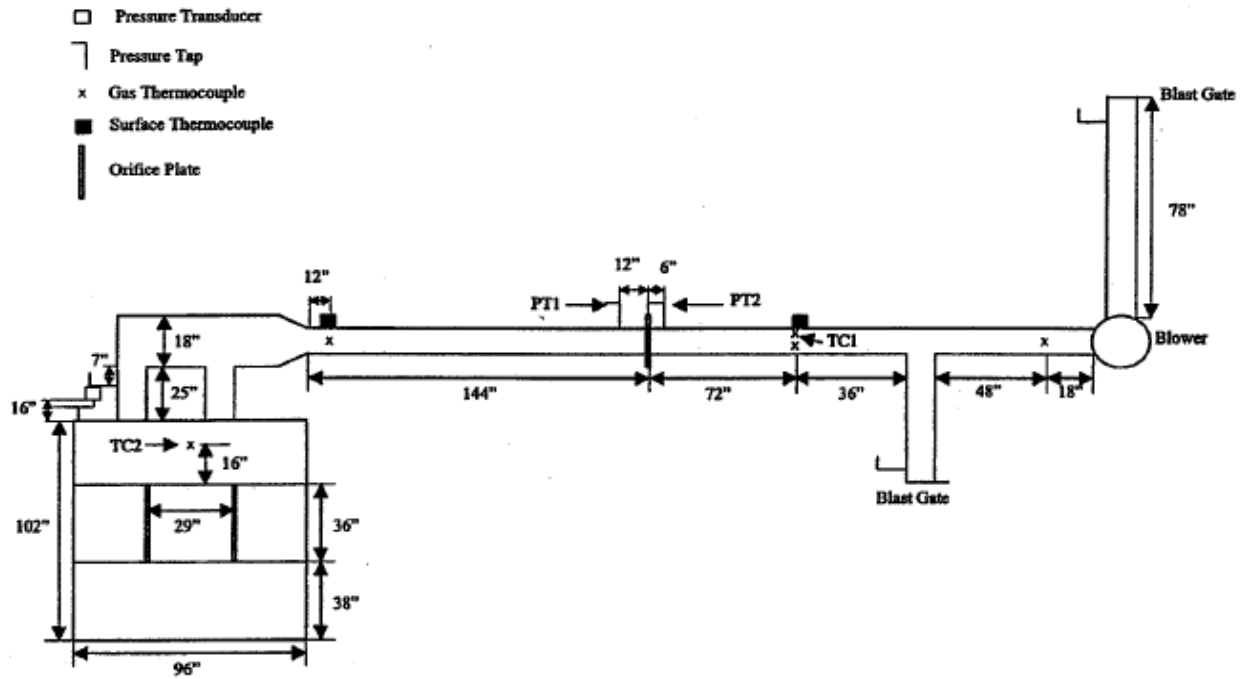 Pressure Transducer
Pressure Tap
x Gas Thermocouple
Surface Thermocouple
Orifice Plate
Blast Gate
78"
12"
12"
6"
PT1
PT2
TC1
Blower
18"
7"
25"
144"
72"
36"
48"
18"
16"
TC2
x
16"
Blast Gate
102"
29"
36"
38"
96"